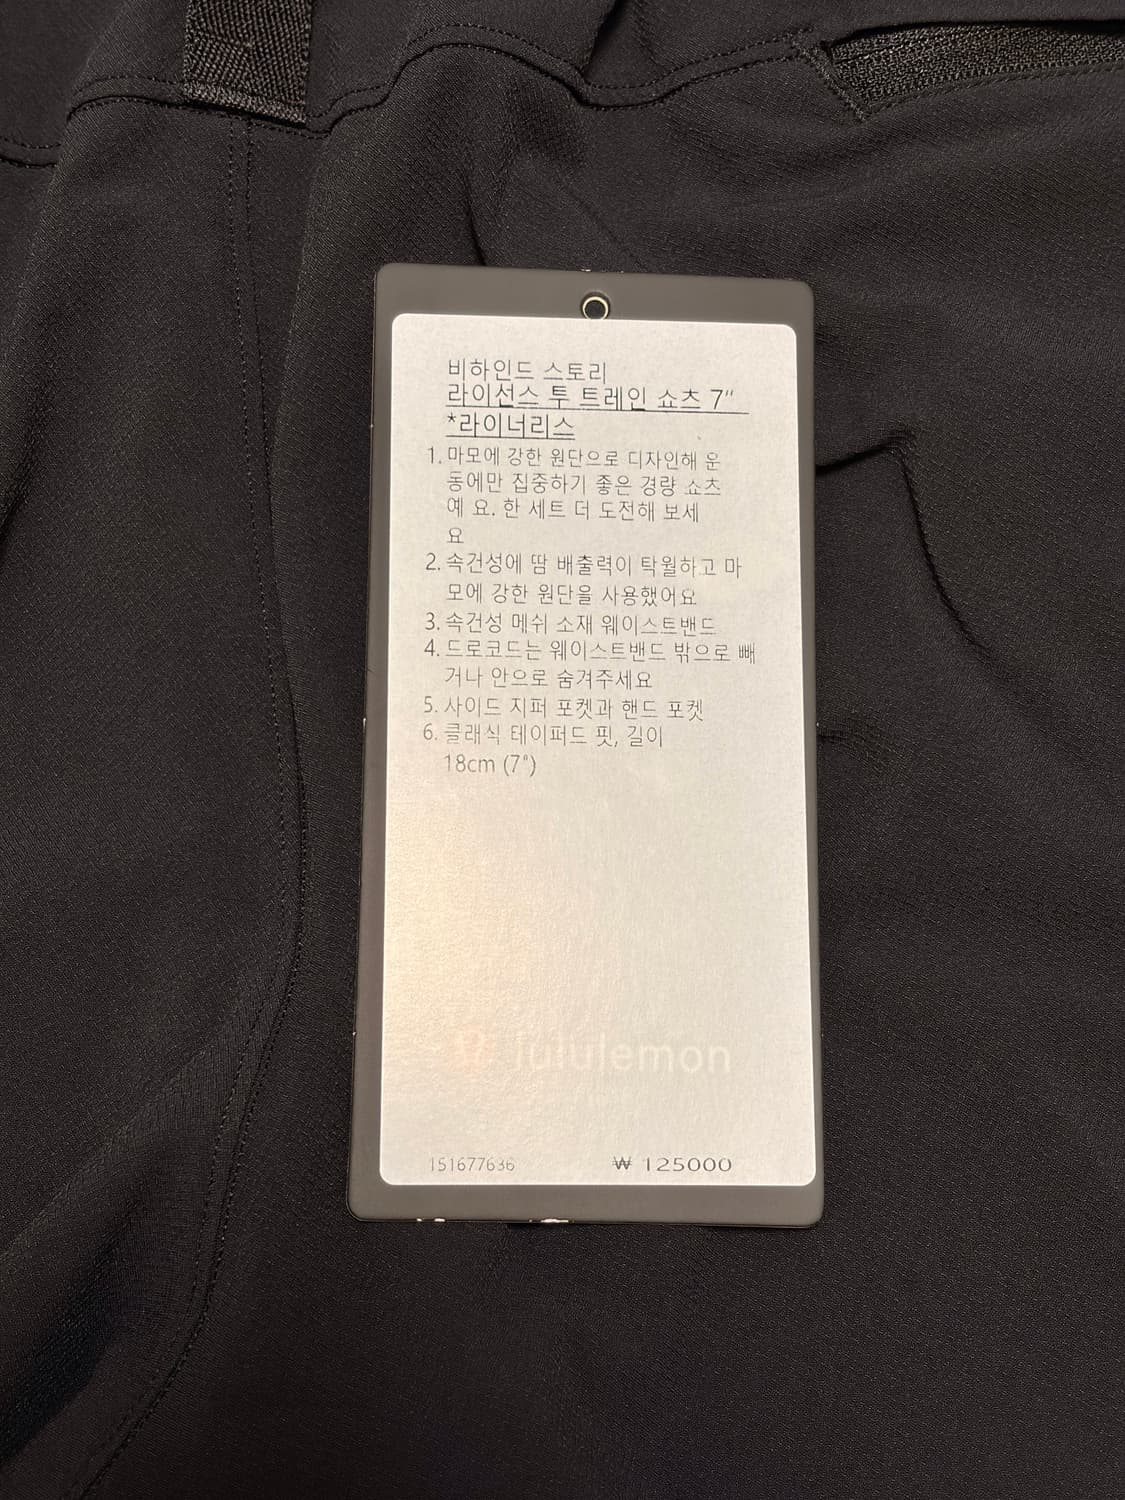 비하인드 스토리
라이선스 투 트레인 쇼츠 7"
*라이너리스
1. 마모에 강한 원단으로 디자인해 운
동에만 집중하기 좋은 경량 쇼츠
예 요. 한 세트 더 도전해 보세
요
2. 속건성에 땀 배출력이 탁월하고 마
모에 강한 원단을 사용했어요
3. 속건성 메쉬 소재 웨이스트밴드
4. 드로코드는 웨이스트밴드 밖으로 빼
거나 안으로 숨겨주세요
5. 사이드 지퍼 포켓과 핸드 포켓
6. 클래식 테이퍼드 핏, 길이
18cm (7")
lululemon
151677636 ₩ 125000